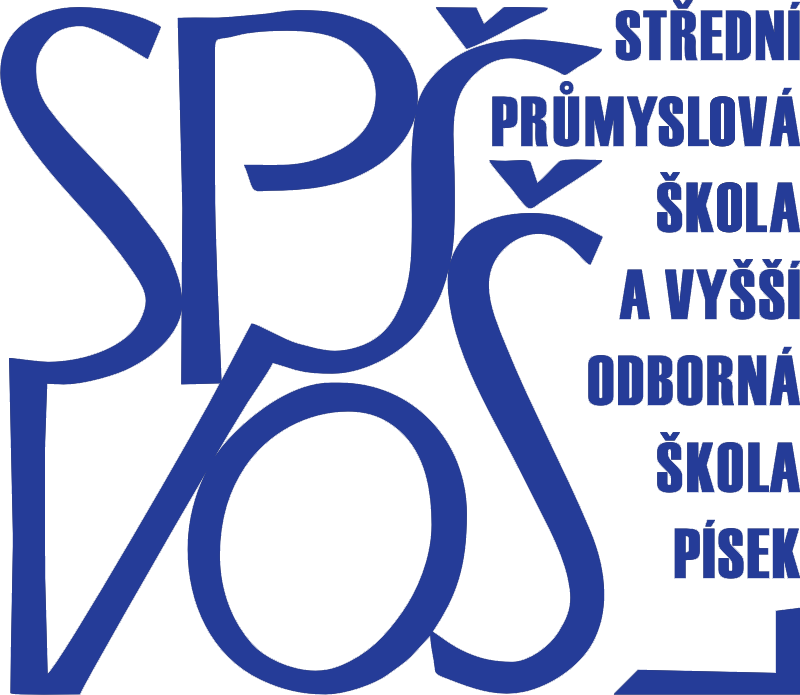 SPŠ
VOŠ
STŘEDNÍ
PRŮMYSLOVÁ
ŠKOLA
A VYŠŠÍ
ODBORNÁ
ŠKOLA
PÍSEK